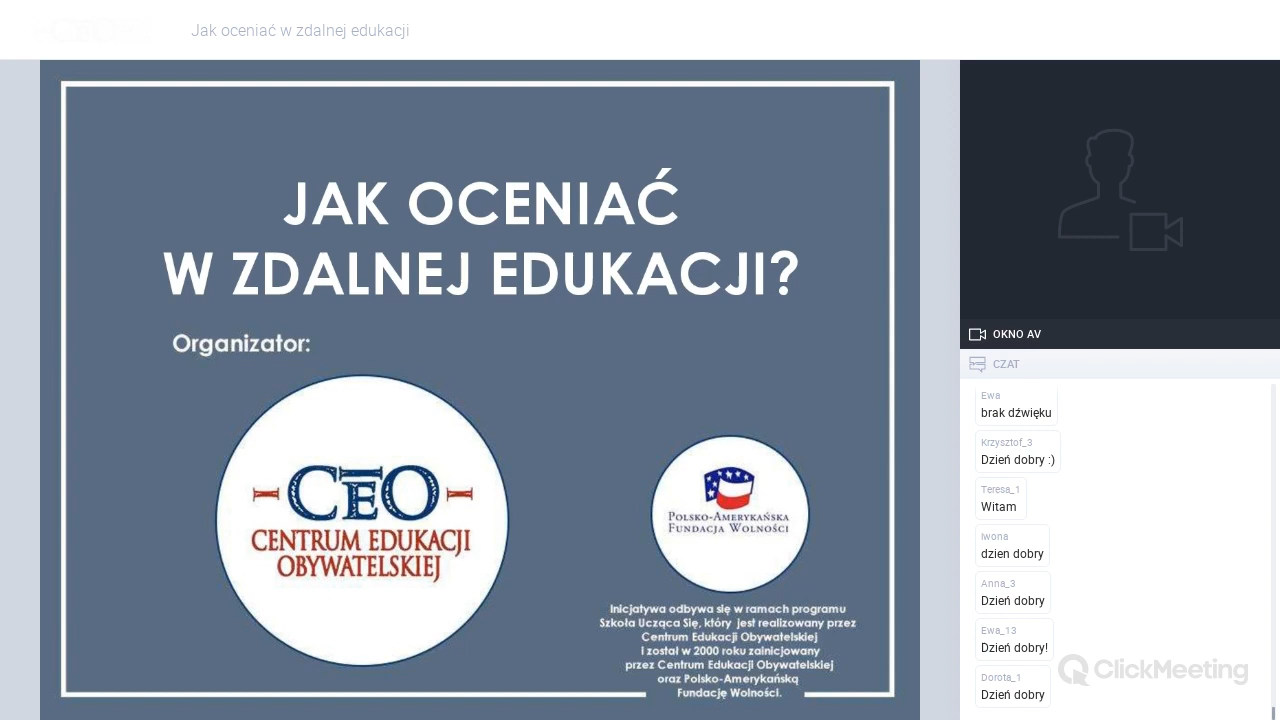 Jak oceniać w zdalnej edukacji
JAK OCENIAĆ
W ZDALNEJ EDUKACJI?
Organizator:
CEO
CENTRUM EDUKACJI
OBYWATELSKIEJ
POLSKO-AMERYKAŃSKA
FUNDACJA WOLNOŚCI
Inicjatywa odbywa się w ramach programu
Szkoła Ucząca Się, który jest realizowany przez
Centrum Edukacji Obywatelskiej
i został w 2000 roku zainicjowany
przez Centrum Edukacji Obywatelskiej
oraz Polsko-Amerykańską
Fundację Wolności.
OKNO AV
CZAT
Ewa
brak dźwięku
Krzysztof_3
Dzień dobry :)
Teresa_1
Witam
Iwona
dzien dobry
Anna_3
Dzień dobry
Ewa_13
Dzień dobry!
Dorota_1
Dzień dobry
ClickMeeting